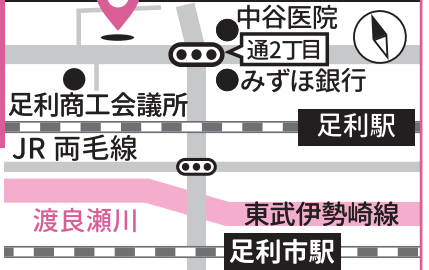 中谷医院
通2丁目
みずほ銀行
足利商工会議所
足利駅
JR 両毛線
東武伊勢崎線
渡良瀬川
足利市駅